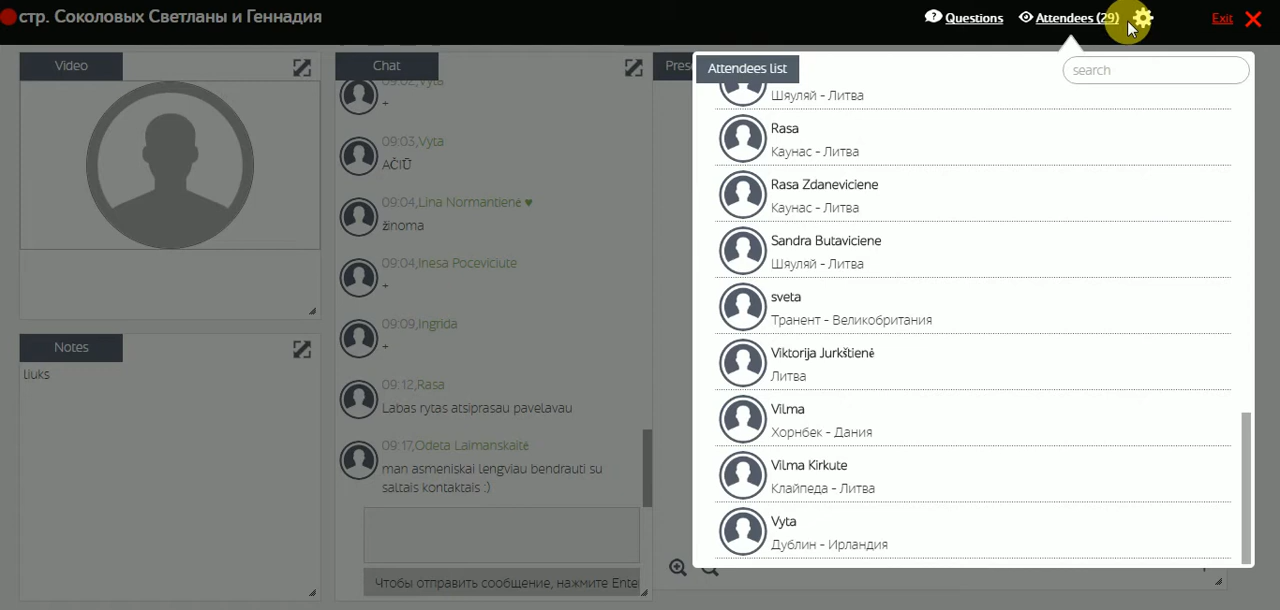 стр. Соколовых Светланы и Геннадия
Questions
Attendees (29)
Exit
Video
Notes
liuks
Chat
09:02,Vyta
+
09:03,Vyta
AČIŪ
09:04,Lina Normantienė ♥
žinoma
09:04,Inesa Poceviciute
+
09:09,Ingrida
+
09:12,Rasa
Labas rytas atsiprasau pavelavau
09:17,Odeta Laimanskaitė
man asmeniskai lengviau bendrauti su
saltais kontaktais :)
Чтобы отправить сообщение, нажмите Ente
Attendees list
search
Шяуляй - Литва
Rasa
Каунас - Литва
Rasa Zdaneviciene
Каунас - Литва
Sandra Butaviciene
Шяуляй - Литва
sveta
Транент - Великобритания
Viktorija Jurkštienė
Литва
Vilma
Хорнбек - Дания
Vilma Kirkute
Клайпеда - Литва
Vyta
Дублин - Ирландия